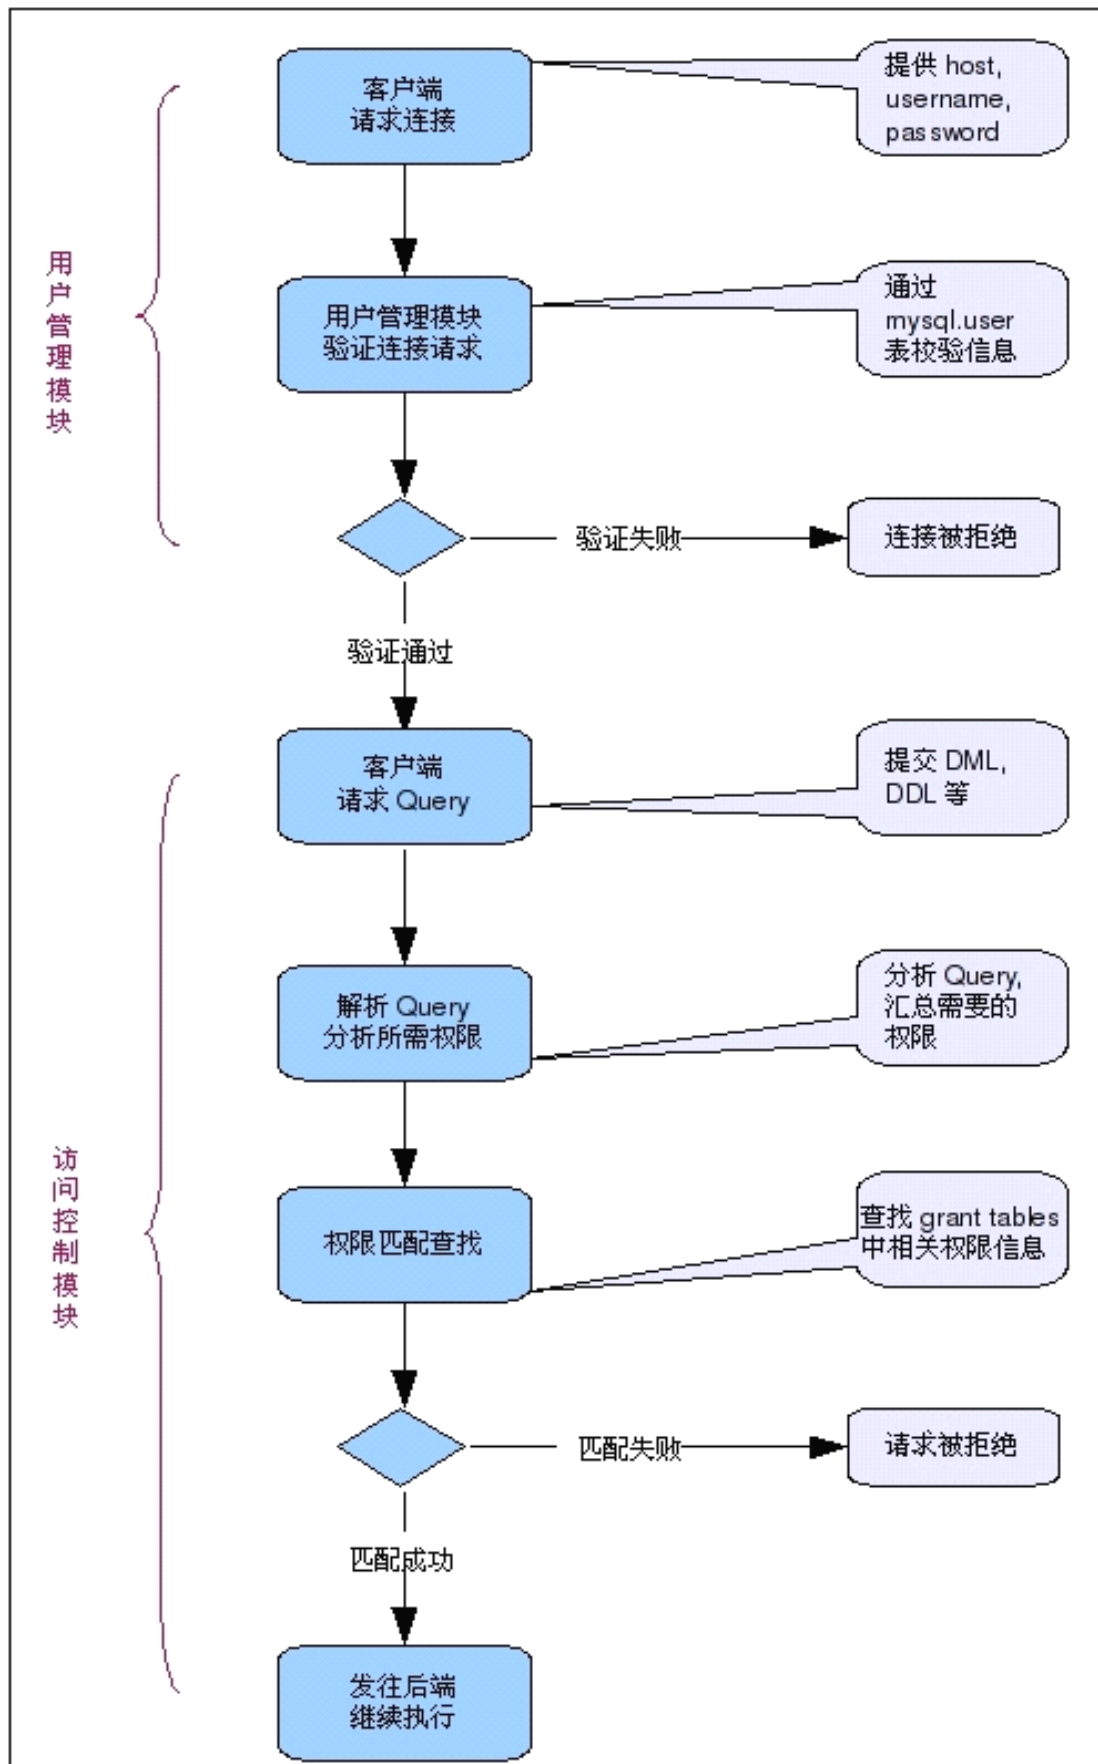 客户端
请求连接
提供 host,
username,
password
用户管理模块
用户管理模块
验证连接请求
通过
mysql.user
表校验信息
验证失败
连接被拒绝
验证通过
客户端
请求 Query
提交 DML,
DDL 等
解析 Query
分析所需权限
分析 Query,
汇总需要的
权限
访问控制模块
权限匹配查找
查找 grant tables
中相关权限信息
匹配失败
请求被拒绝
匹配成功
发往后端
继续执行